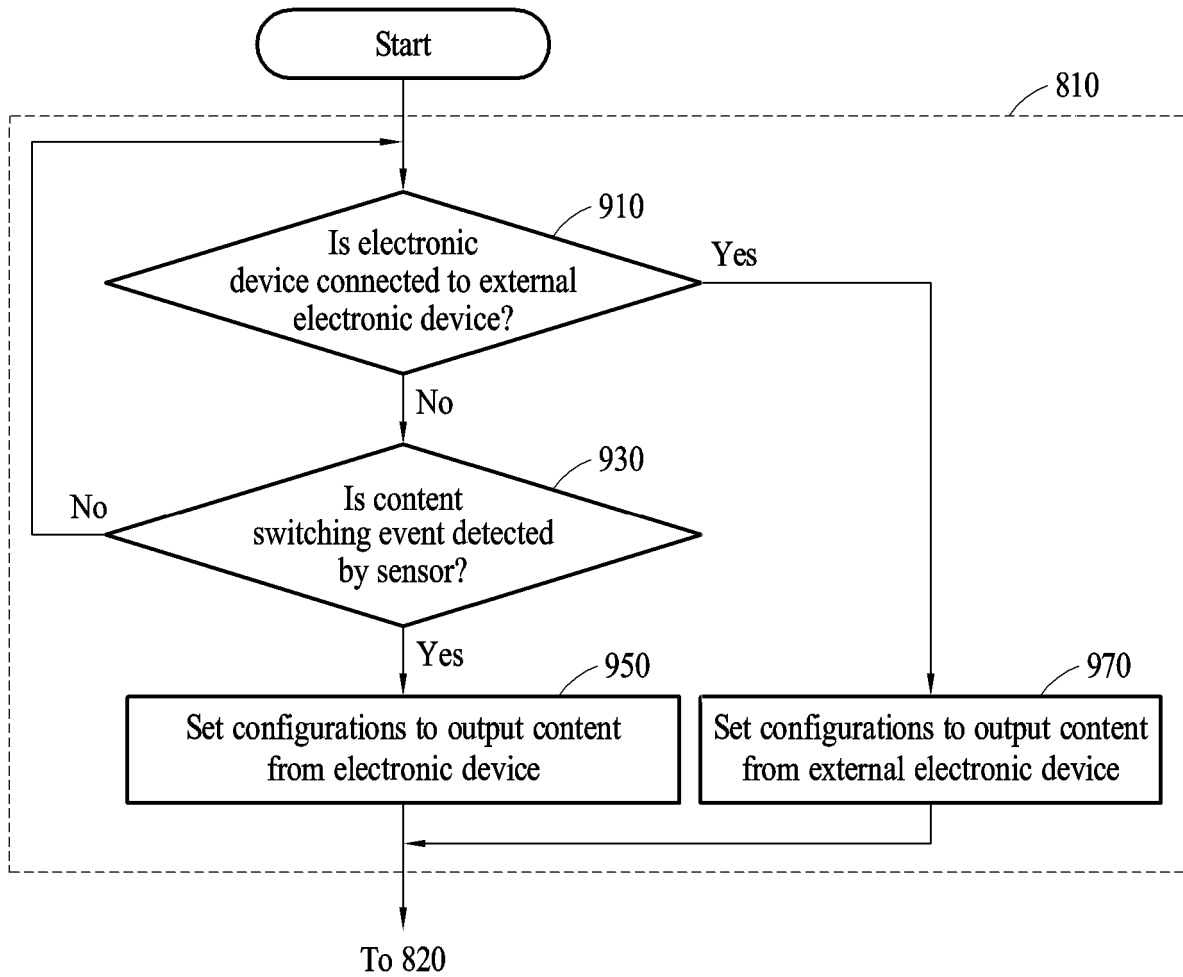 Start
810
910
Is electronic
device connected to external
electronic device?
Yes
No
930
Is content
switching event detected
by sensor?
No
Yes
950
Set configurations to output content
from electronic device
970
Set configurations to output content
from external electronic device
To 820